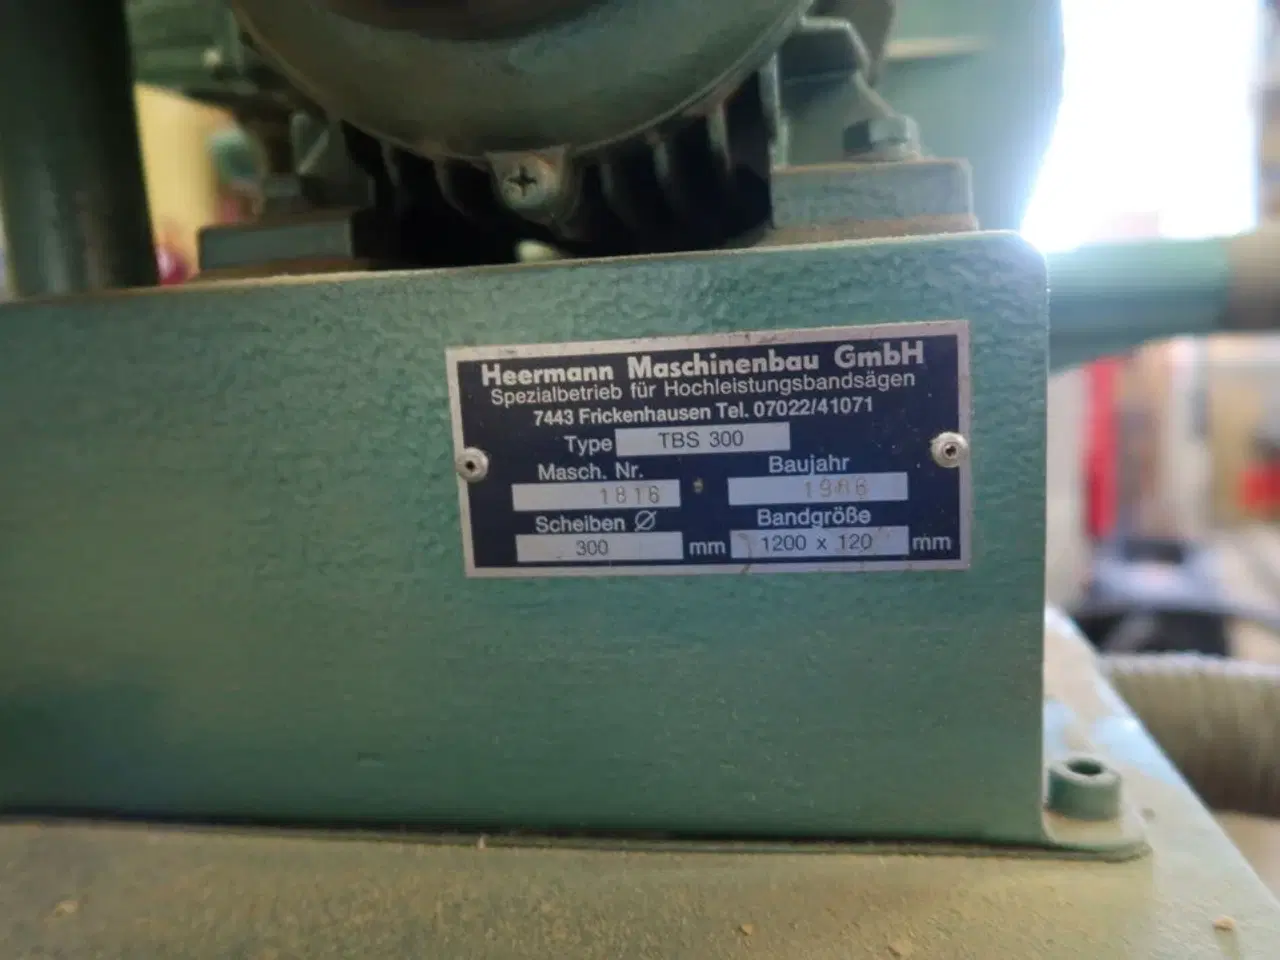 Heermann Maschinenbau GmbH
Spezialbetrieb für Hochleistungsbandsägen
7443 Frickenhausen Tel. 07022/41071
Type TBS 300
Masch. Nr. Baujahr
1816
Scheiben Ø Bandgröße
300 mm 1200 x 120 mm